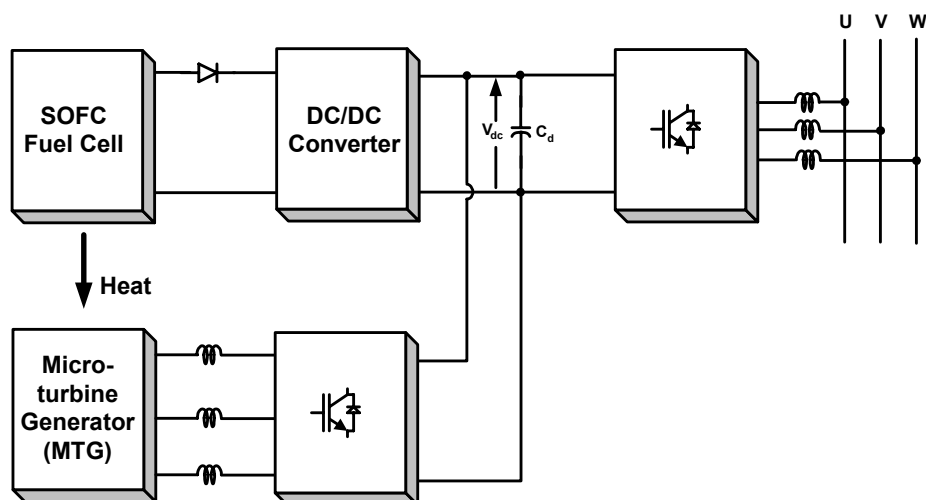 U V W
SOFC
Fuel Cell
DC/DC
Converter
Vdc
Cd
Heat
Micro-
turbine
Generator
(MTG)